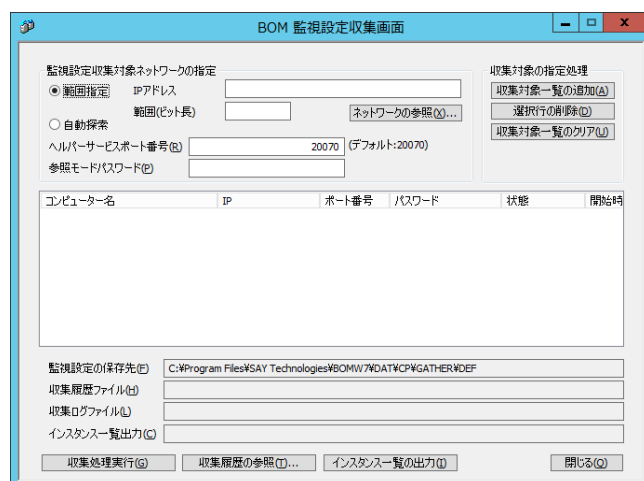 BOM 監視設定収集画面
監視設定収集対象ネットワークの指定
範囲指定 IPアドレス
範囲(ビット長) ネットワークの参照(X)...
自動探索
ヘルパーサービスポート番号(R) 20070 (デフォルト:20070)
参照モードパスワード(P)
収集対象の指定処理
収集対象一覧の追加(A)
選択行の削除(D)
収集対象一覧のクリア(U)
コンピューター名 IP ポート番号 パスワード 状態 開始時
監視設定の保存先(F) C:¥Program Files¥SAY Technologies¥BOMW7¥DAT¥CP¥GATHER¥DEF
収集履歴ファイル(H)
収集ログファイル(L)
インスタンス一覧出力(C)
収集処理実行(G) 収集履歴の参照(T)... インスタンス一覧の出力(I) 閉じる(Q)